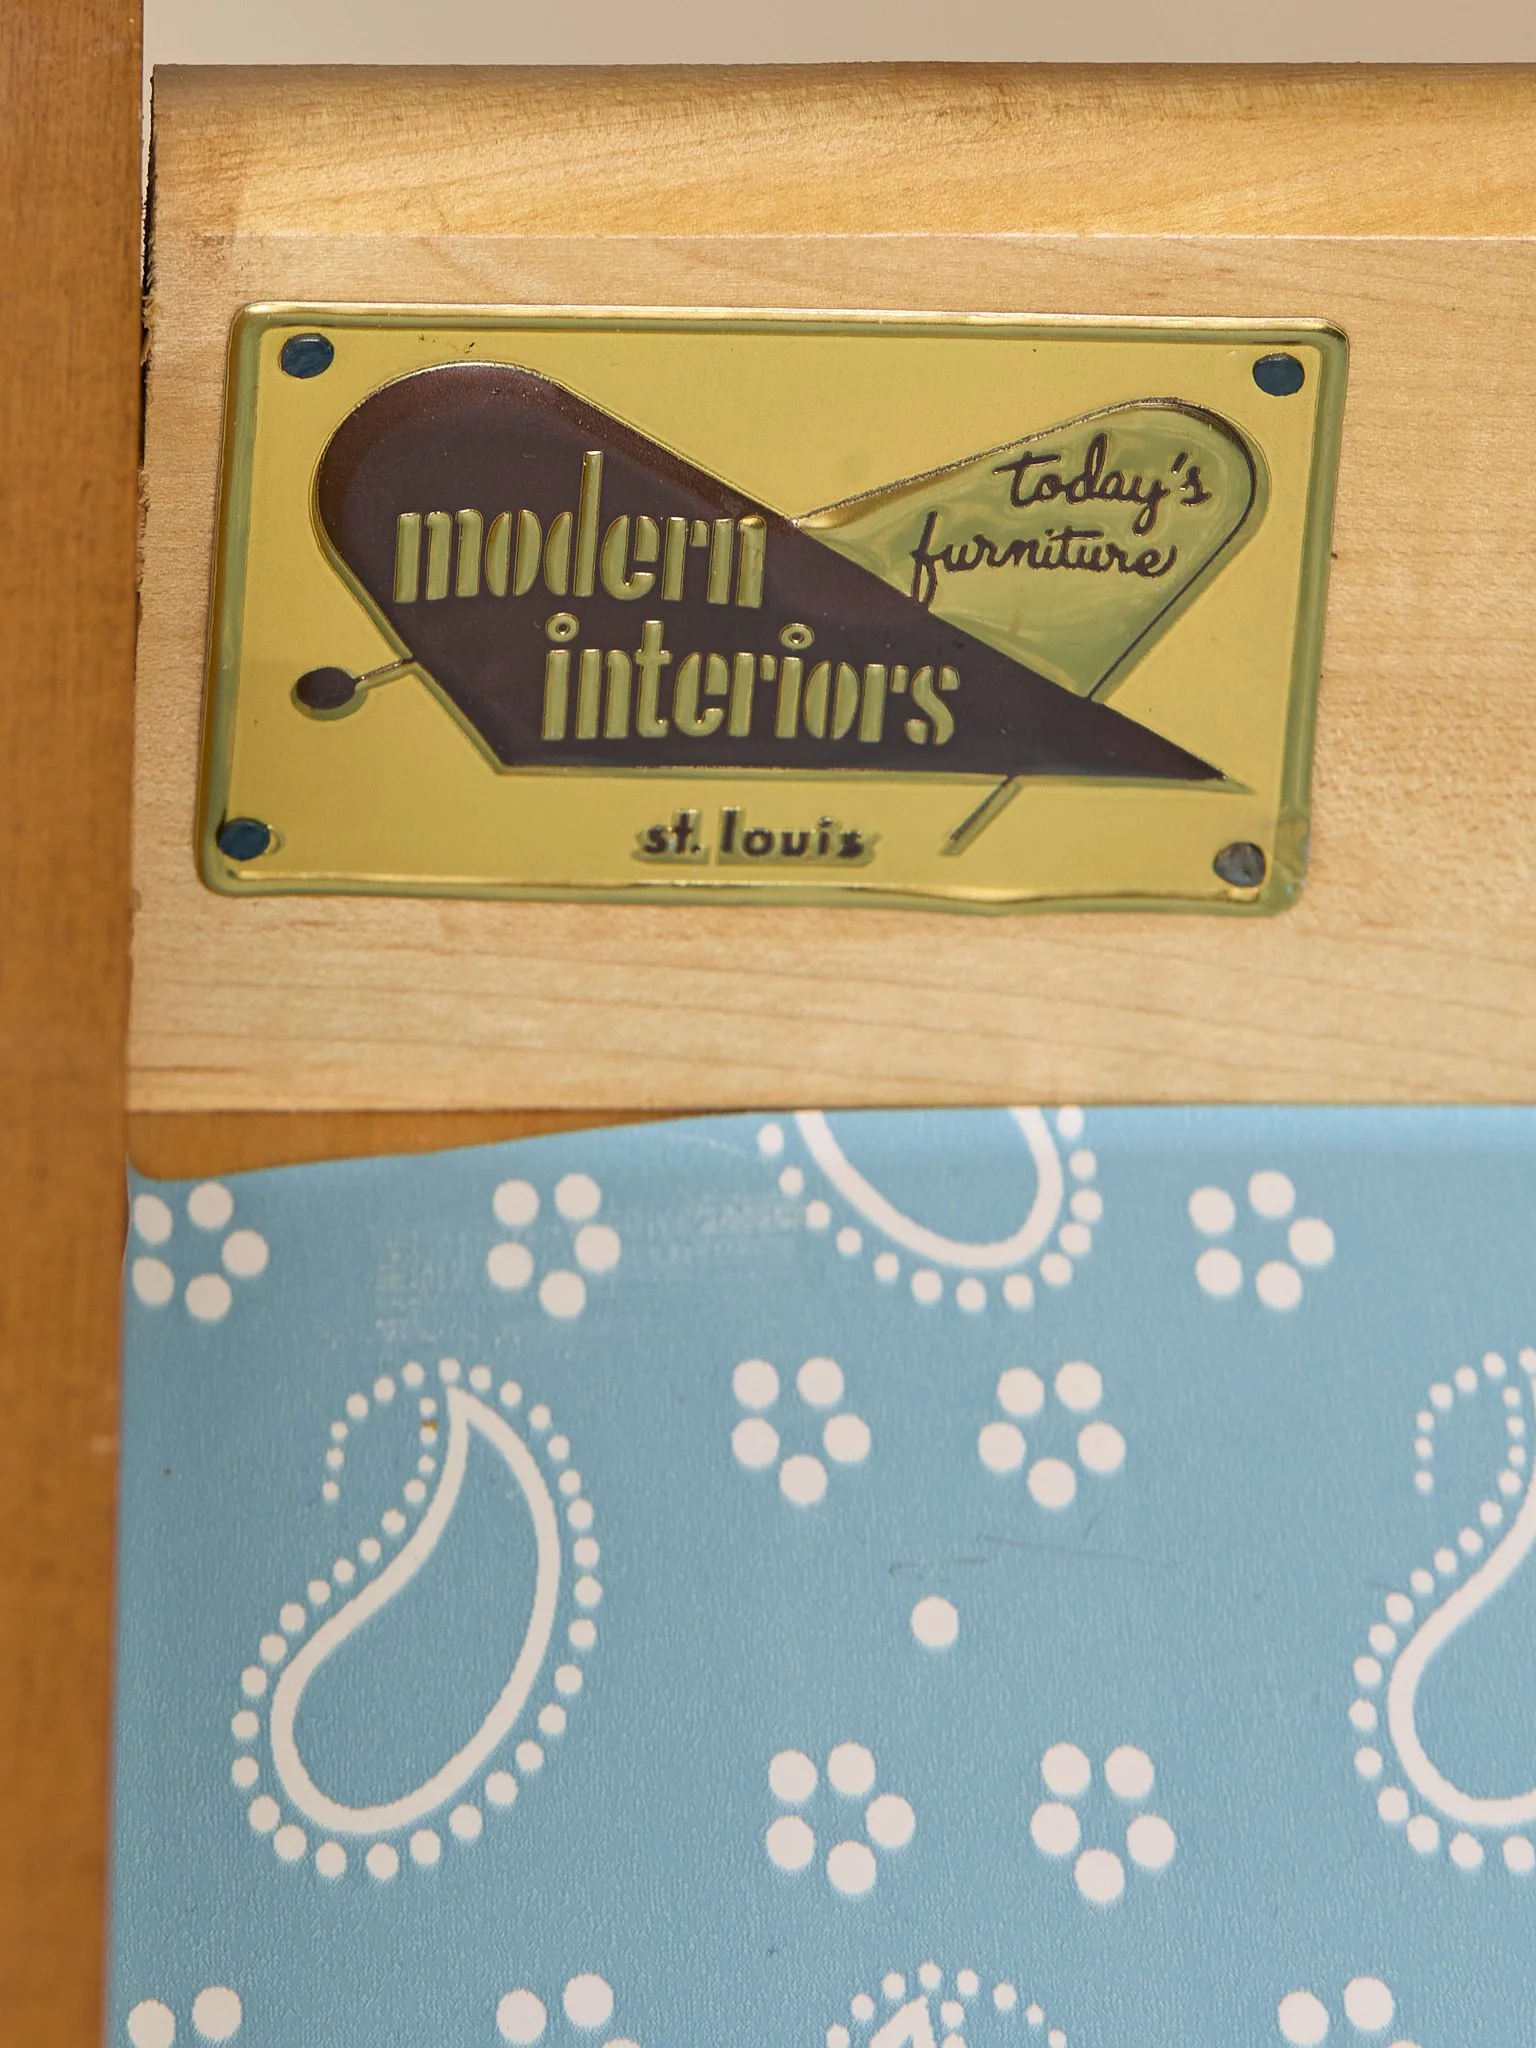 modern
interiors
today's
furniture
st. louis